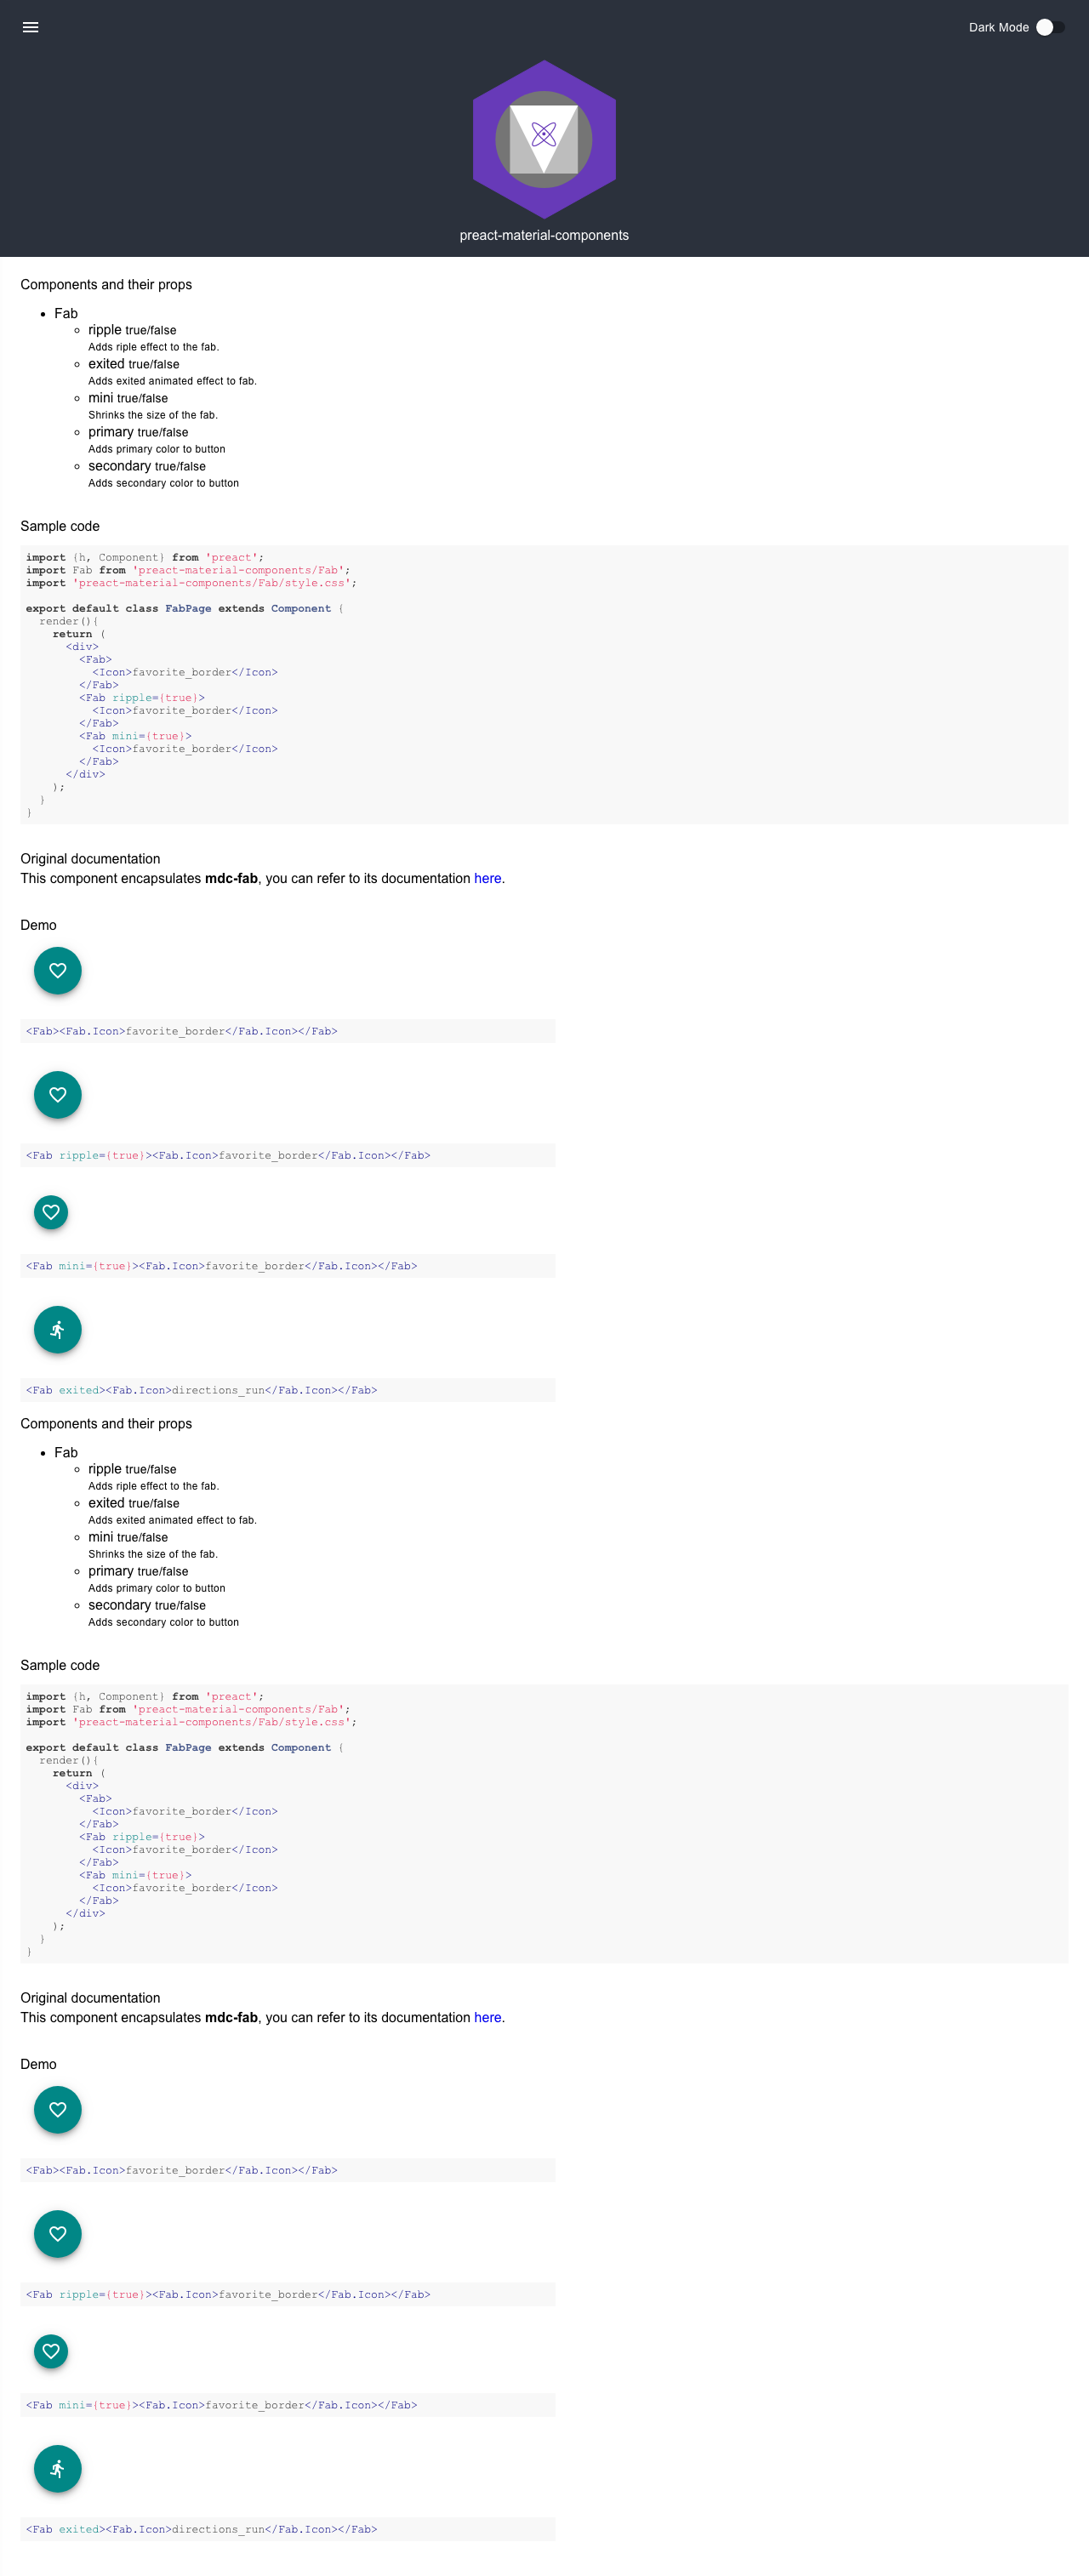 Dark Mode
preact-material-components
Components and their props
Fab
ripple true/false
Adds riple effect to the fab.
exited true/false
Adds exited animated effect to fab.
mini true/false
Shrinks the size of the fab.
primary true/false
Adds primary color to button
secondary true/false
Adds secondary color to button
Sample code
import {h, Component} from 'preact';
import Fab from 'preact-material-components/Fab';
import 'preact-material-components/Fab/style.css';
export default class FabPage extends Component {
render(){
return (
<div>
<Fab>
<Icon>favorite_border</Icon>
</Fab>
<Fab ripple={true}>
<Icon>favorite_border</Icon>
</Fab>
<Fab mini={true}>
<Icon>favorite_border</Icon>
</Fab>
</div>
);
}
}
Original documentation
This component encapsulates mdc-fab, you can refer to its documentation here.
Demo
<Fab><Fab.Icon>favorite_border</Fab.Icon></Fab>
<Fab ripple={true}><Fab.Icon>favorite_border</Fab.Icon></Fab>
<Fab mini={true}><Fab.Icon>favorite_border</Fab.Icon></Fab>
<Fab exited><Fab.Icon>directions_run</Fab.Icon></Fab>
Components and their props
Fab
ripple true/false
Adds riple effect to the fab.
exited true/false
Adds exited animated effect to fab.
mini true/false
Shrinks the size of the fab.
primary true/false
Adds primary color to button
secondary true/false
Adds secondary color to button
Sample code
import {h, Component} from 'preact';
import Fab from 'preact-material-components/Fab';
import 'preact-material-components/Fab/style.css';
export default class FabPage extends Component {
render(){
return (
<div>
<Fab>
<Icon>favorite_border</Icon>
</Fab>
<Fab ripple={true}>
<Icon>favorite_border</Icon>
</Fab>
<Fab mini={true}>
<Icon>favorite_border</Icon>
</Fab>
</div>
);
}
}
Original documentation
This component encapsulates mdc-fab, you can refer to its documentation here.
Demo
<Fab><Fab.Icon>favorite_border</Fab.Icon></Fab>
<Fab ripple={true}><Fab.Icon>favorite_border</Fab.Icon></Fab>
<Fab mini={true}><Fab.Icon>favorite_border</Fab.Icon></Fab>
<Fab exited><Fab.Icon>directions_run</Fab.Icon></Fab>